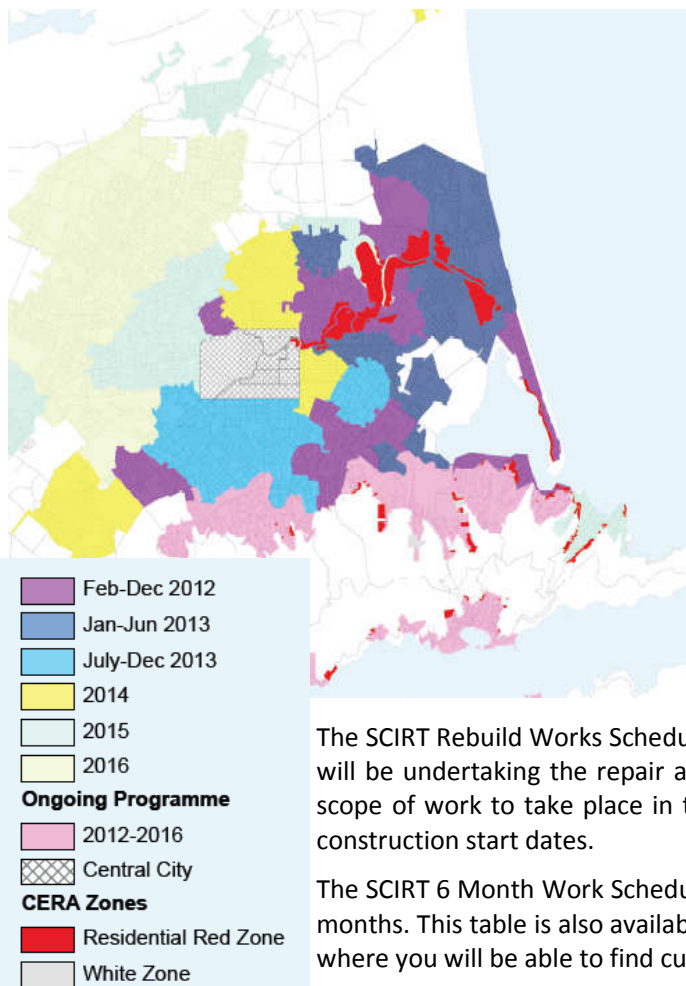 Feb-Dec 2012
Jan-Jun 2013
July-Dec 2013
2014
2015
2016
Ongoing Programme
2012-2016
Central City
CERA Zones
Residential Red Zone
White Zone
The SCIRT Rebuild Works Schedu
will be undertaking the repair a
scope of work to take place in t
construction start dates.
The SCIRT 6 Month Work Schedu
months. This table is also availab
where you will be able to find cu